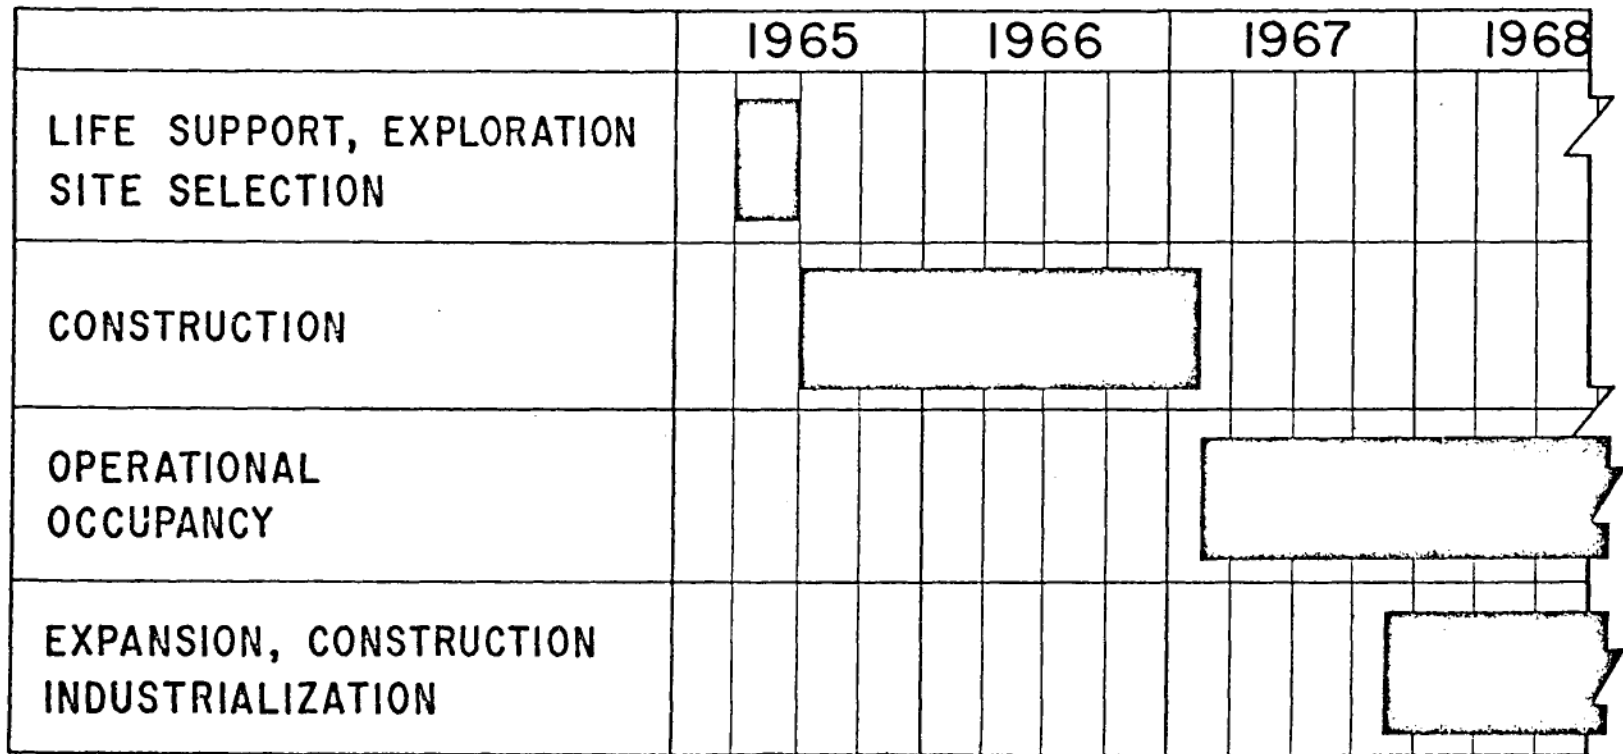 1965 1966 1967 1968
LIFE SUPPORT, EXPLORATION
SITE SELECTION
CONSTRUCTION
OPERATIONAL
OCCUPANCY
EXPANSION, CONSTRUCTION
INDUSTRIALIZATION